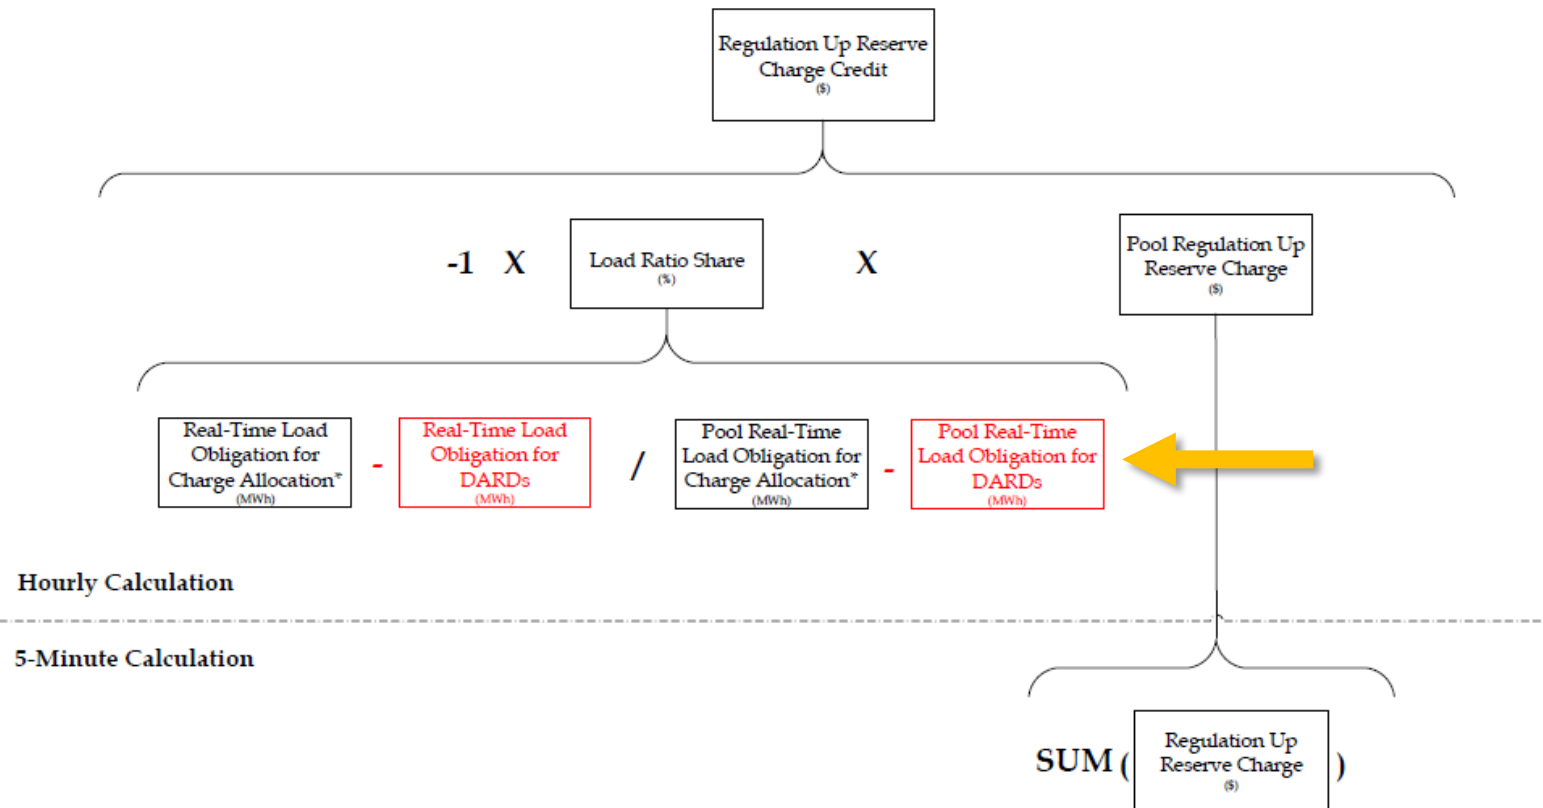 Regulation Up Reserve
Charge Credit
($)
-1 X
Load Ratio Share
(%)
X
Pool Regulation Up
Reserve Charge
($)
Real-Time Load
Obligation for
Charge Allocation*
(MWh)
-
Real-Time Load
Obligation for
DARDs
(MWh)
/
Pool Real-Time
Load Obligation for
Charge Allocation*
(MWh)
-
Pool Real-Time
Load Obligation for
DARDs
(MWh)
Hourly Calculation
5-Minute Calculation
SUM (
Regulation Up
Reserve Charge
($)
)